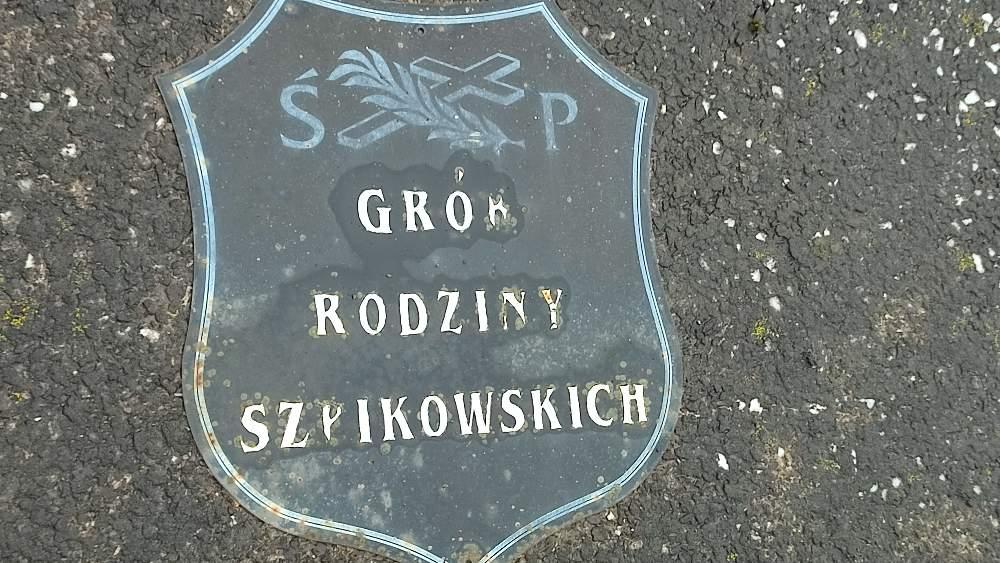 Ś P
GRÓB
RODZINY
SZPIKOWSKICH